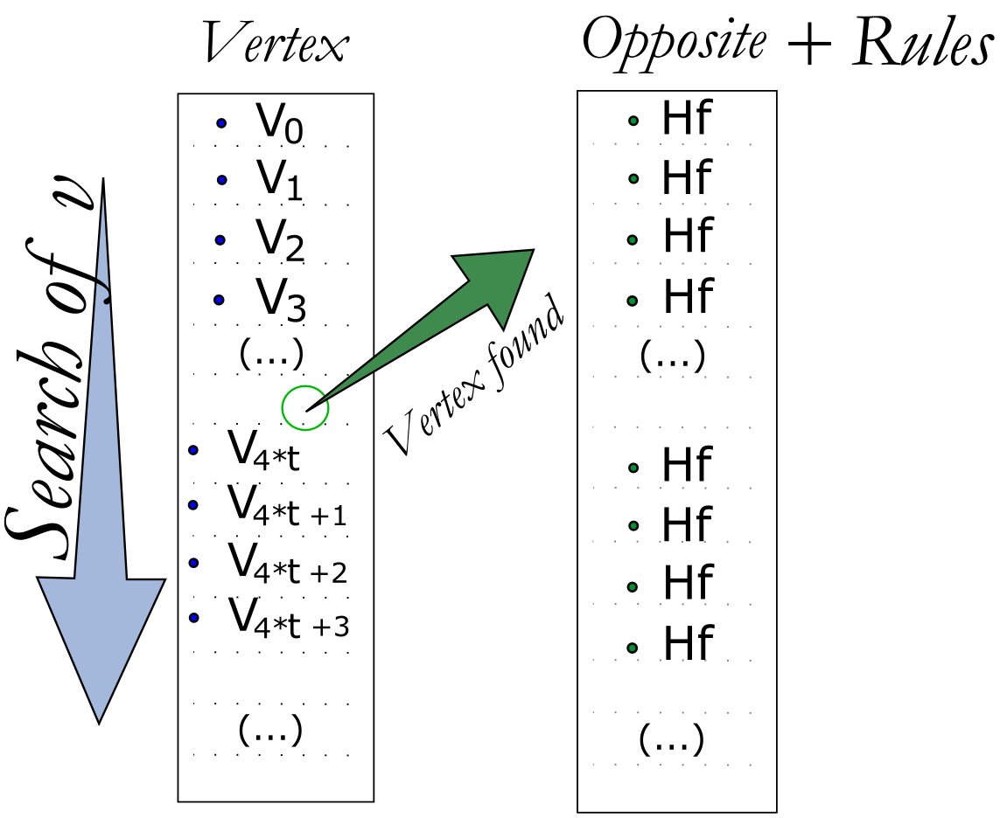 Vertex
Opposite + Rules
Search of v
V0
V1
V2
V3
(...)
V4*t
V4*t +1
V4*t +2
V4*t +3
(...)
Vertex found
Hf
Hf
Hf
Hf
(...)
Hf
Hf
Hf
Hf
(...)